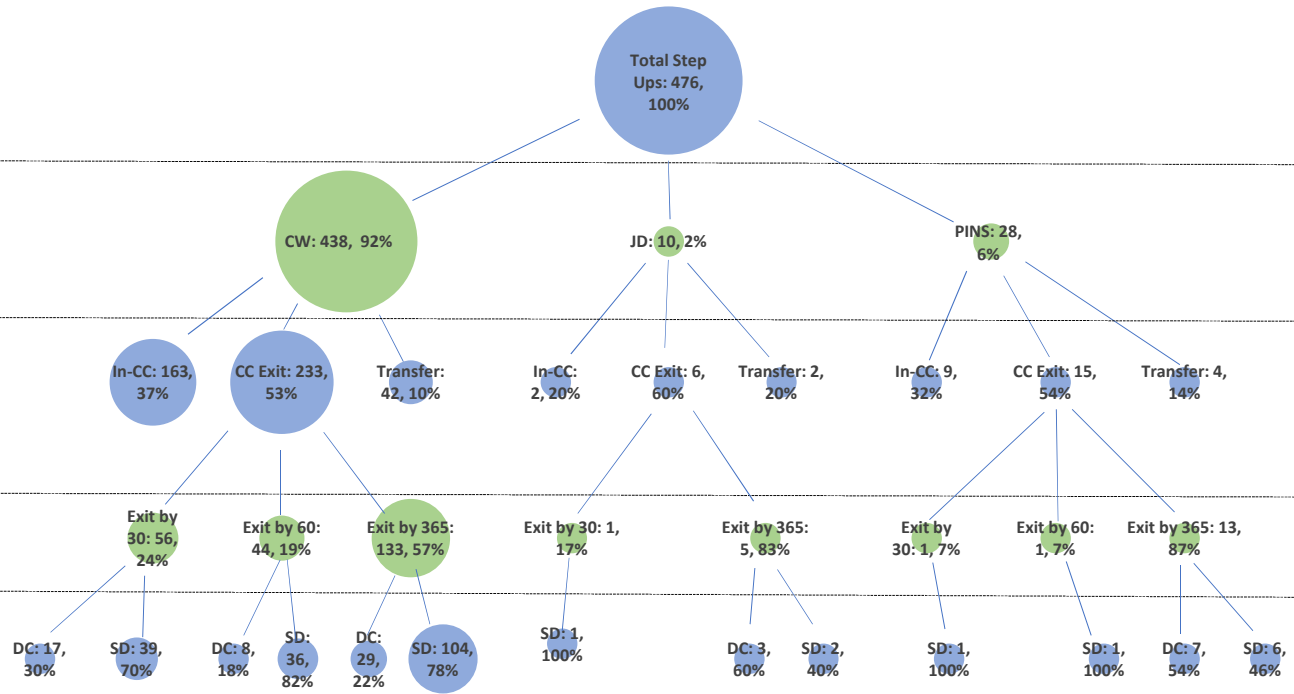 Total Step
Ups: 476,
100%
CW: 438, 92%
JD: 10, 2%
PINS: 28,
6%
In-CC: 163,
37%
CC Exit: 233,
53%
Transfer:
42, 10%
In-CC:
2, 20%
CC Exit: 6,
60%
Transfer: 2,
20%
In-CC: 9,
32%
CC Exit: 15,
54%
Transfer: 4,
14%
Exit by
30: 56,
24%
Exit by 60:
44, 19%
Exit by 365:
133, 57%
Exit by 30: 1,
17%
Exit by 365:
5, 83%
Exit by
30: 1, 7%
Exit by 60:
1, 7%
Exit by 365: 13,
87%
DC: 17,
30%
SD: 39,
70%
DC: 8,
18%
SD:
36,
82%
DC:
29,
22%
SD: 104,
78%
SD: 1,
100%
DC: 3,
60%
SD: 2,
40%
SD: 1,
100%
SD: 1,
100%
DC: 7,
54%
SD: 6,
46%